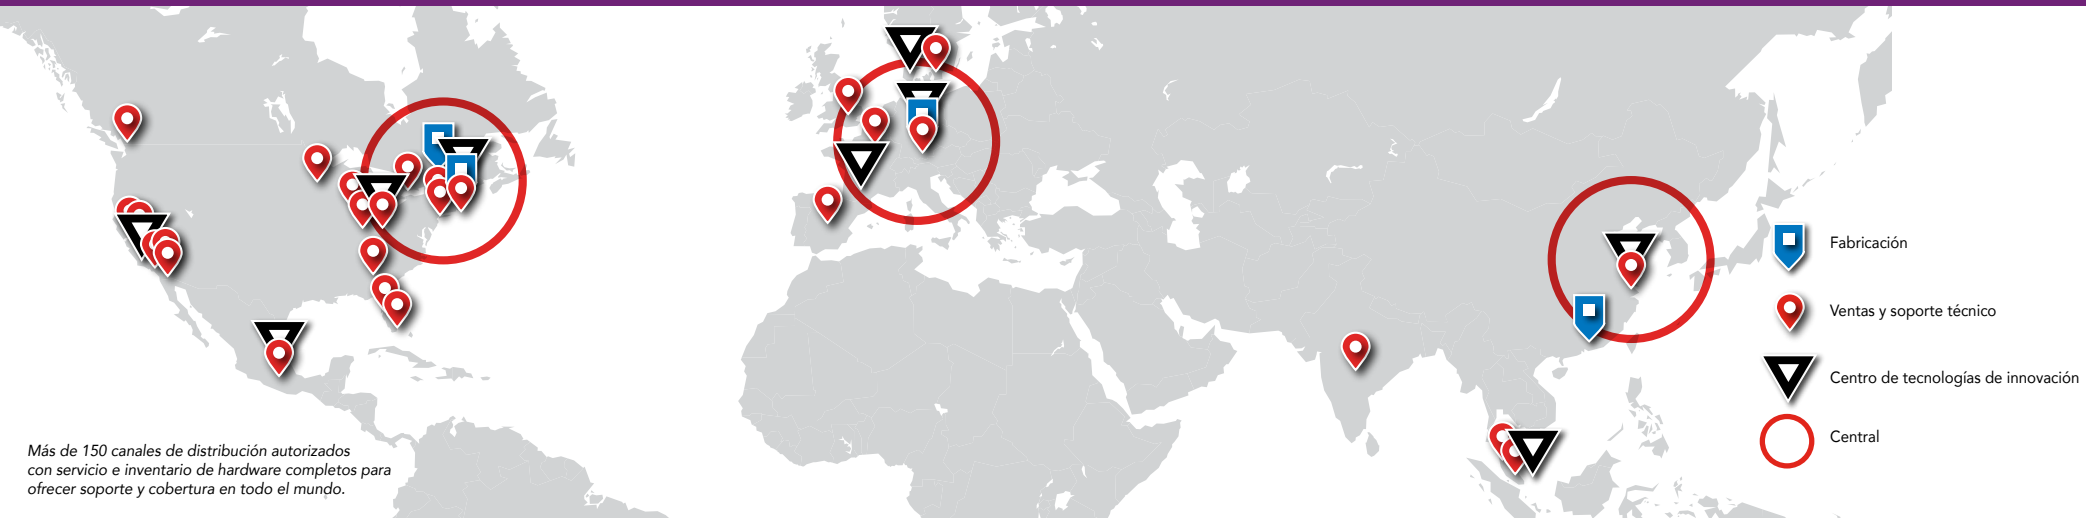 Fabricación
Ventas y soporte técnico
Centro de tecnologías de innovación
Central
Más de 150 canales de distribución autorizados
con servicio e inventario de hardware completos para
ofrecer soporte y cobertura en todo el mundo.